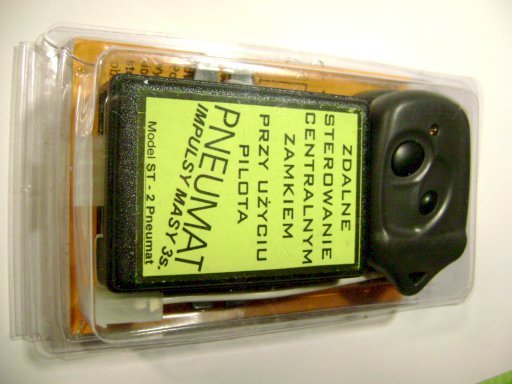 ZDALNE
STEROWANIE
CENTRALNYM
ZAMKIEM
PRZY UŻYCIU
PILOTA
PNEUMAT
IMPULSY MASY 3s.
Model ST - 2 Pneumat